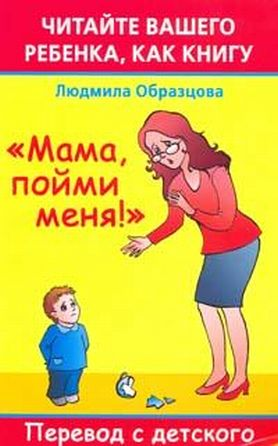 ЧИТАЙТЕ ВАШЕГО
РЕБЕНКА, КАК КНИГУ
Людмила Образцова
«Мама,
пойми
меня!»
Перевод с детского